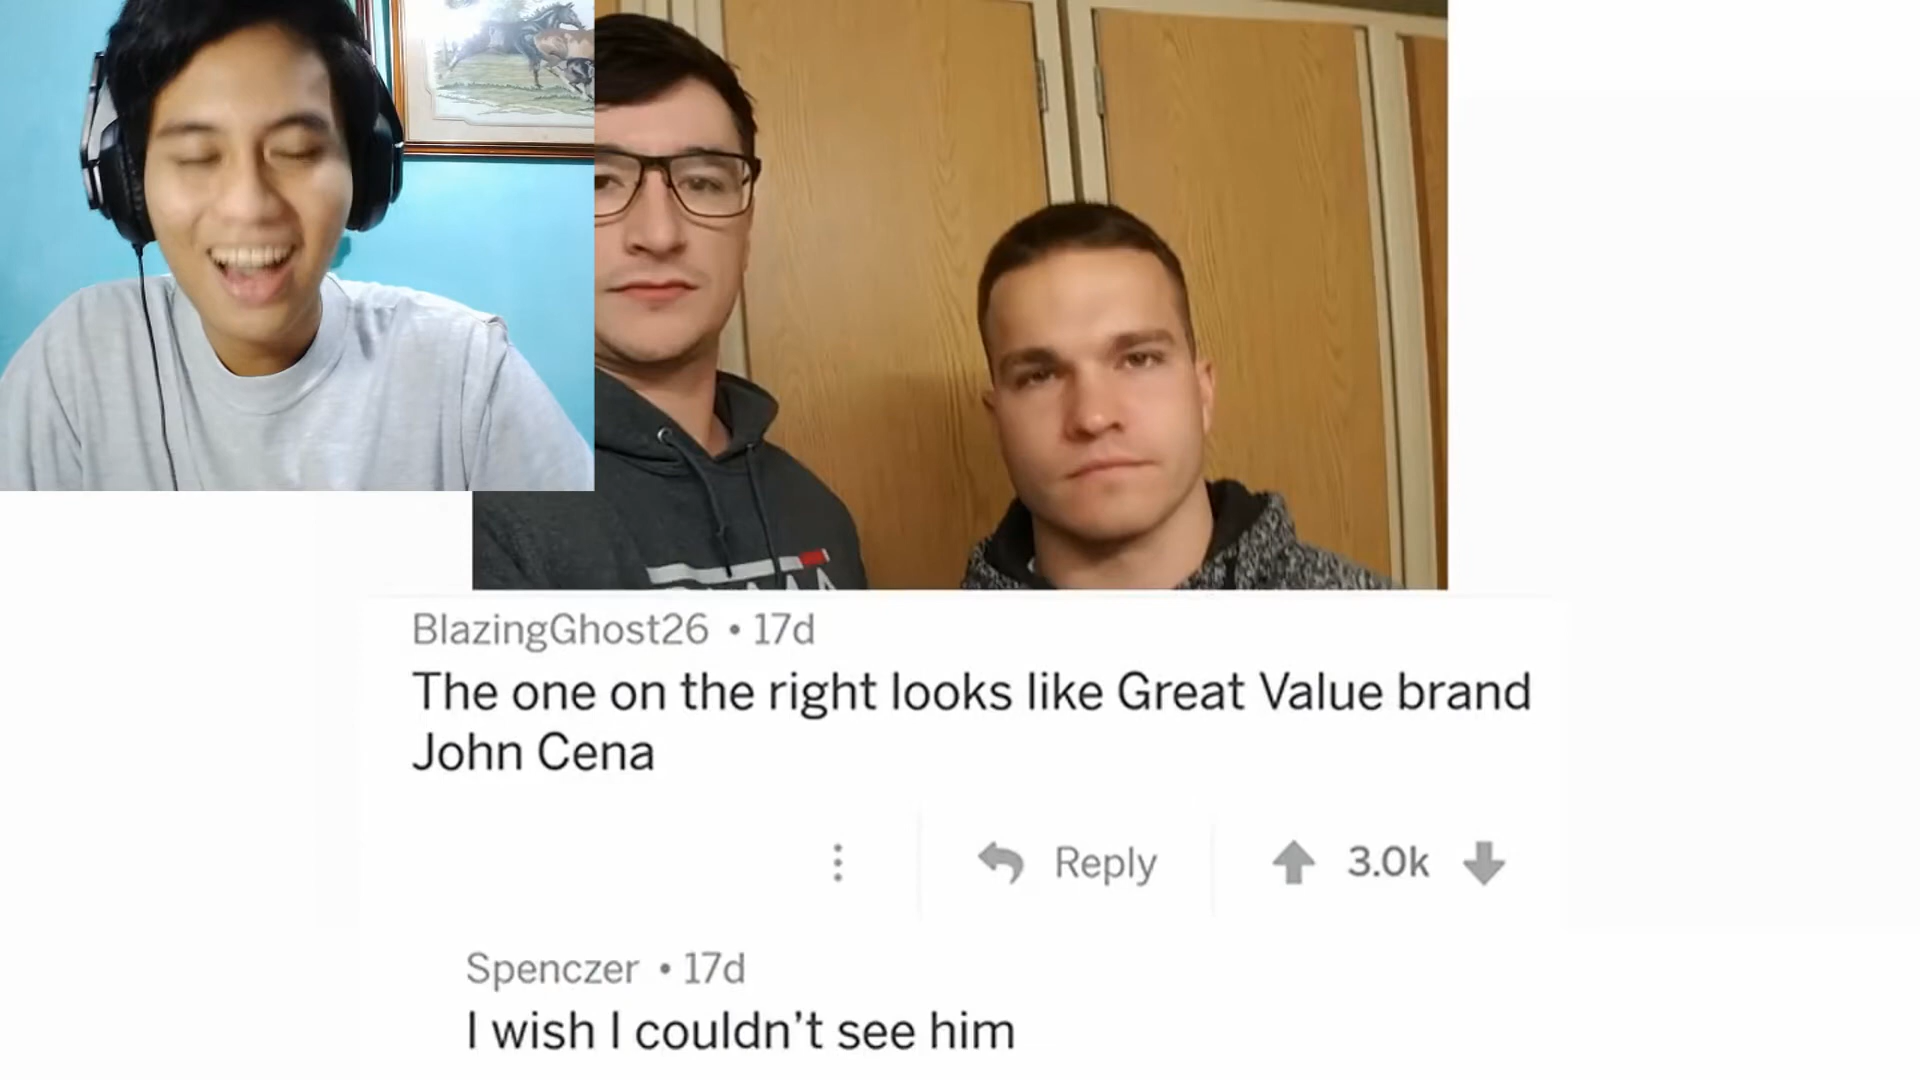 BlazingGhost26 • 17d
The one on the right looks like Great Value brand
John Cena
Reply
3.0k
Spenczer • 17d
I wish I couldn't see him